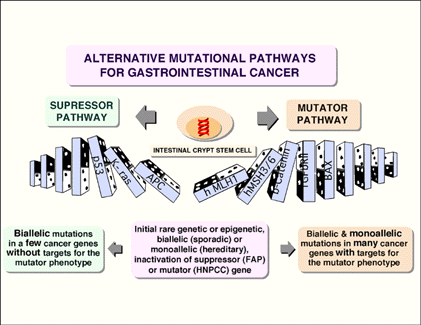 ALTERNATIVE MUTATIONAL PATHWAYS
FOR GASTROINTESTINAL CANCER
SUPRESSOR
PATHWAY
MUTATOR
PATHWAY
INTESTINAL CRYPT STEM CELL
p53
K-ras
APC
h MLH1
hMSH3/6
β-Catenin
TGFβRII
BAX
Biallelic mutations
in a few cancer genes
without targets for the
mutator phenotype
Initial rare genetic or epigenetic,
biallelic (sporadic) or
monoallelic (hereditary),
inactivation of suppressor (FAP)
or mutator (HNPCC) gene
Biallelic & monoallelic
mutations in many cancer
genes with targets for
the mutator phenotype